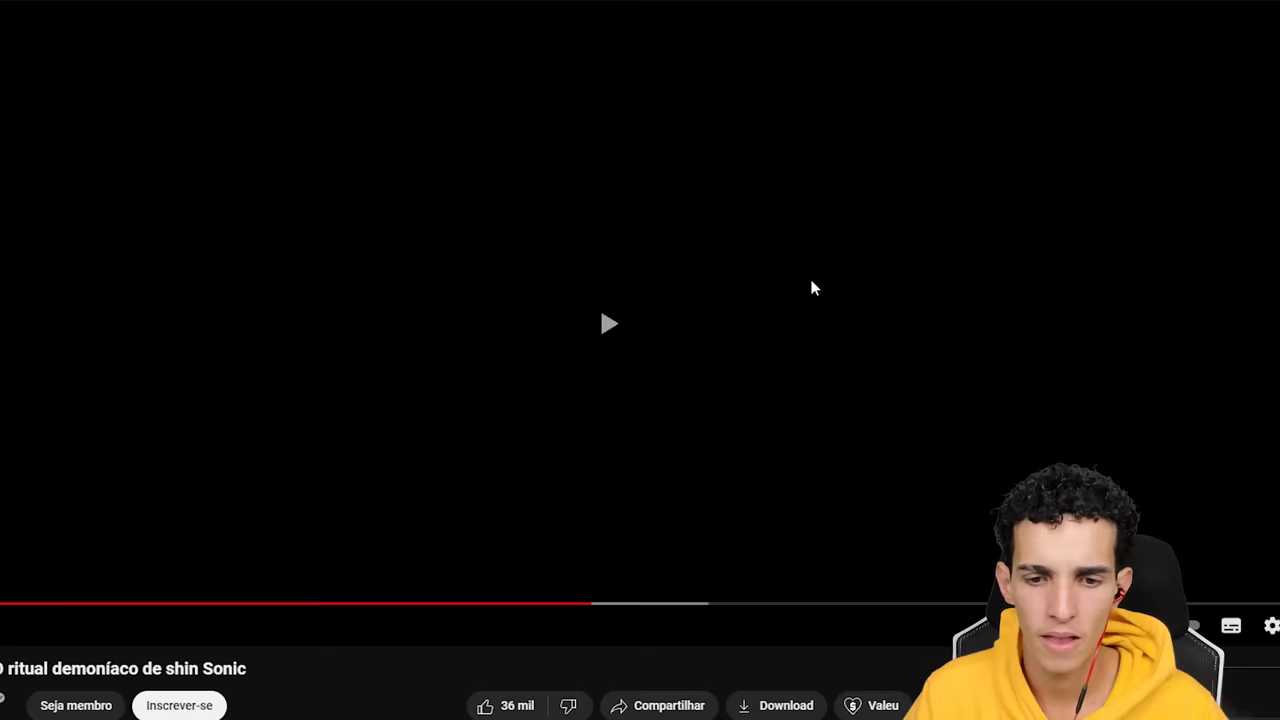 ritual demoníaco de shin Sonic
Seja membro
Inscrever-se
36 mil
Compartilhar
Download
Valeu